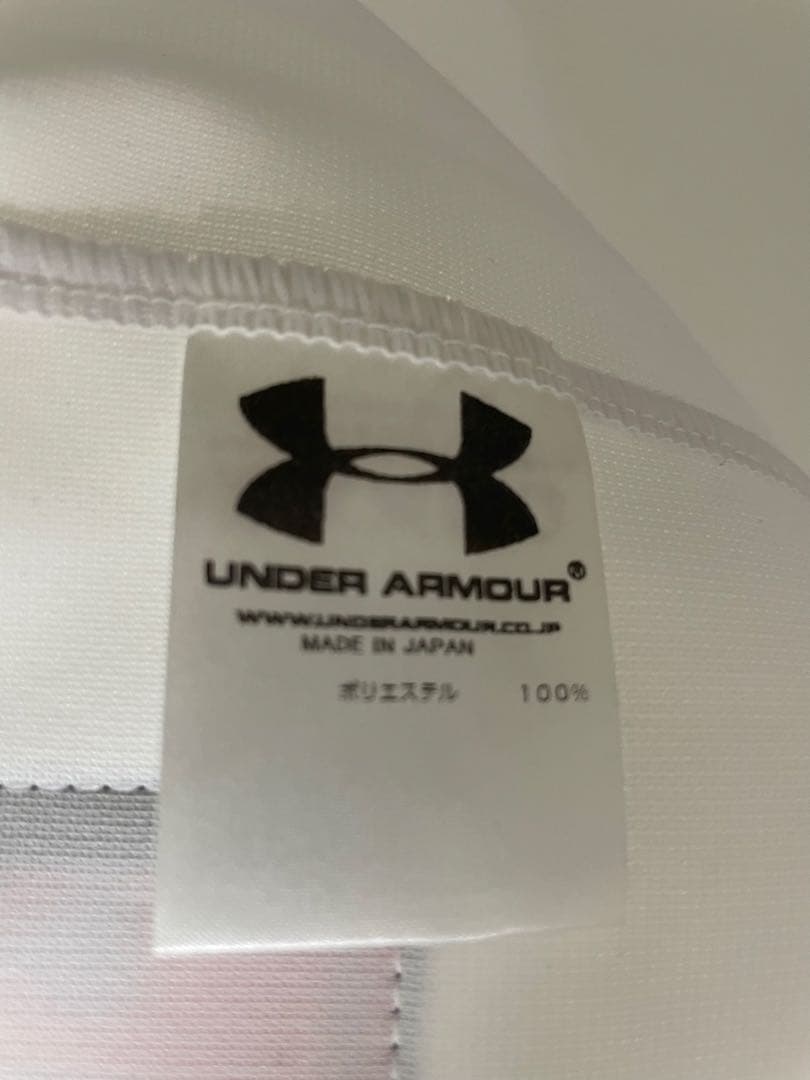 UNDER ARMOUR®
WWW.UNDERARMOUR.CO.JP
MADE IN JAPAN
ポリエステル 100%